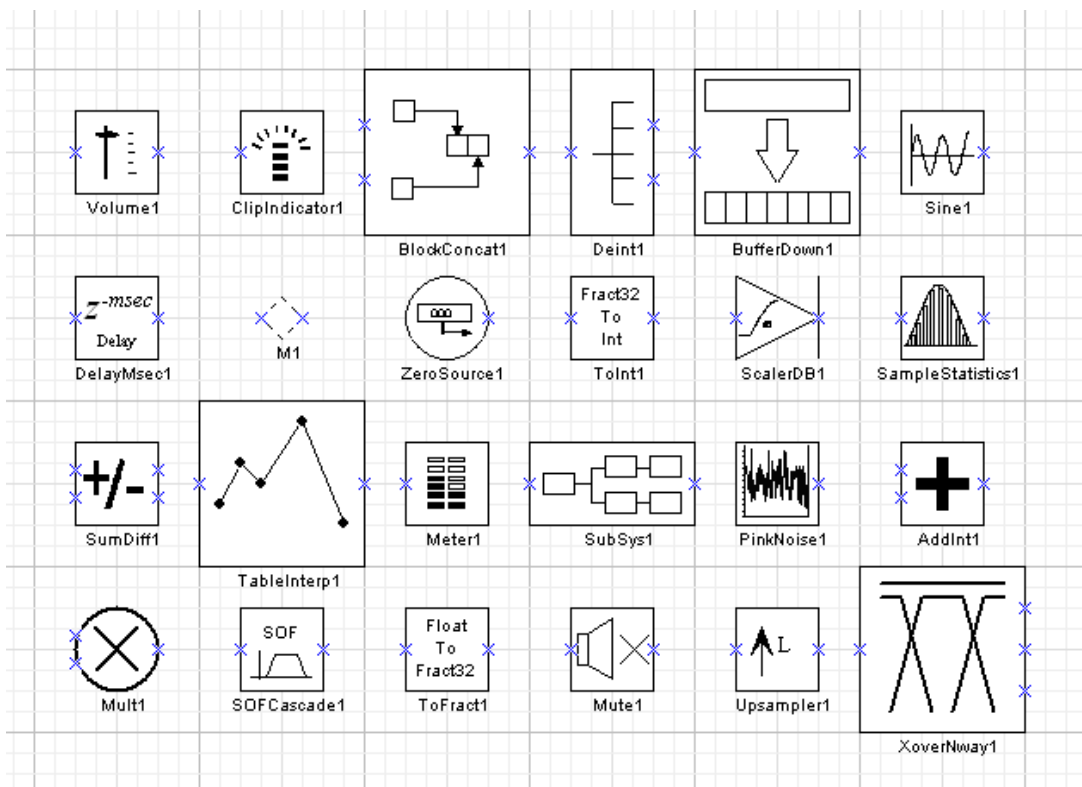 Volume1
ClipIndicator1
BlockConcat1
Deint1
BufferDown1
Sine1
z-msec
Delay
DelayMsec1
M1
ZeroSource1
Fract32
To
Int
ToInt1
ScalerDB1
SampleStatistics1
+/-
SumDiff1
TableInterp1
Meter1
SubSys1
PinkNoise1
AddInt1
Mult1
SOF
SOFCascade1
Float
To
Fract32
ToFract1
Mute1
L
Upsampler1
XoverNway1